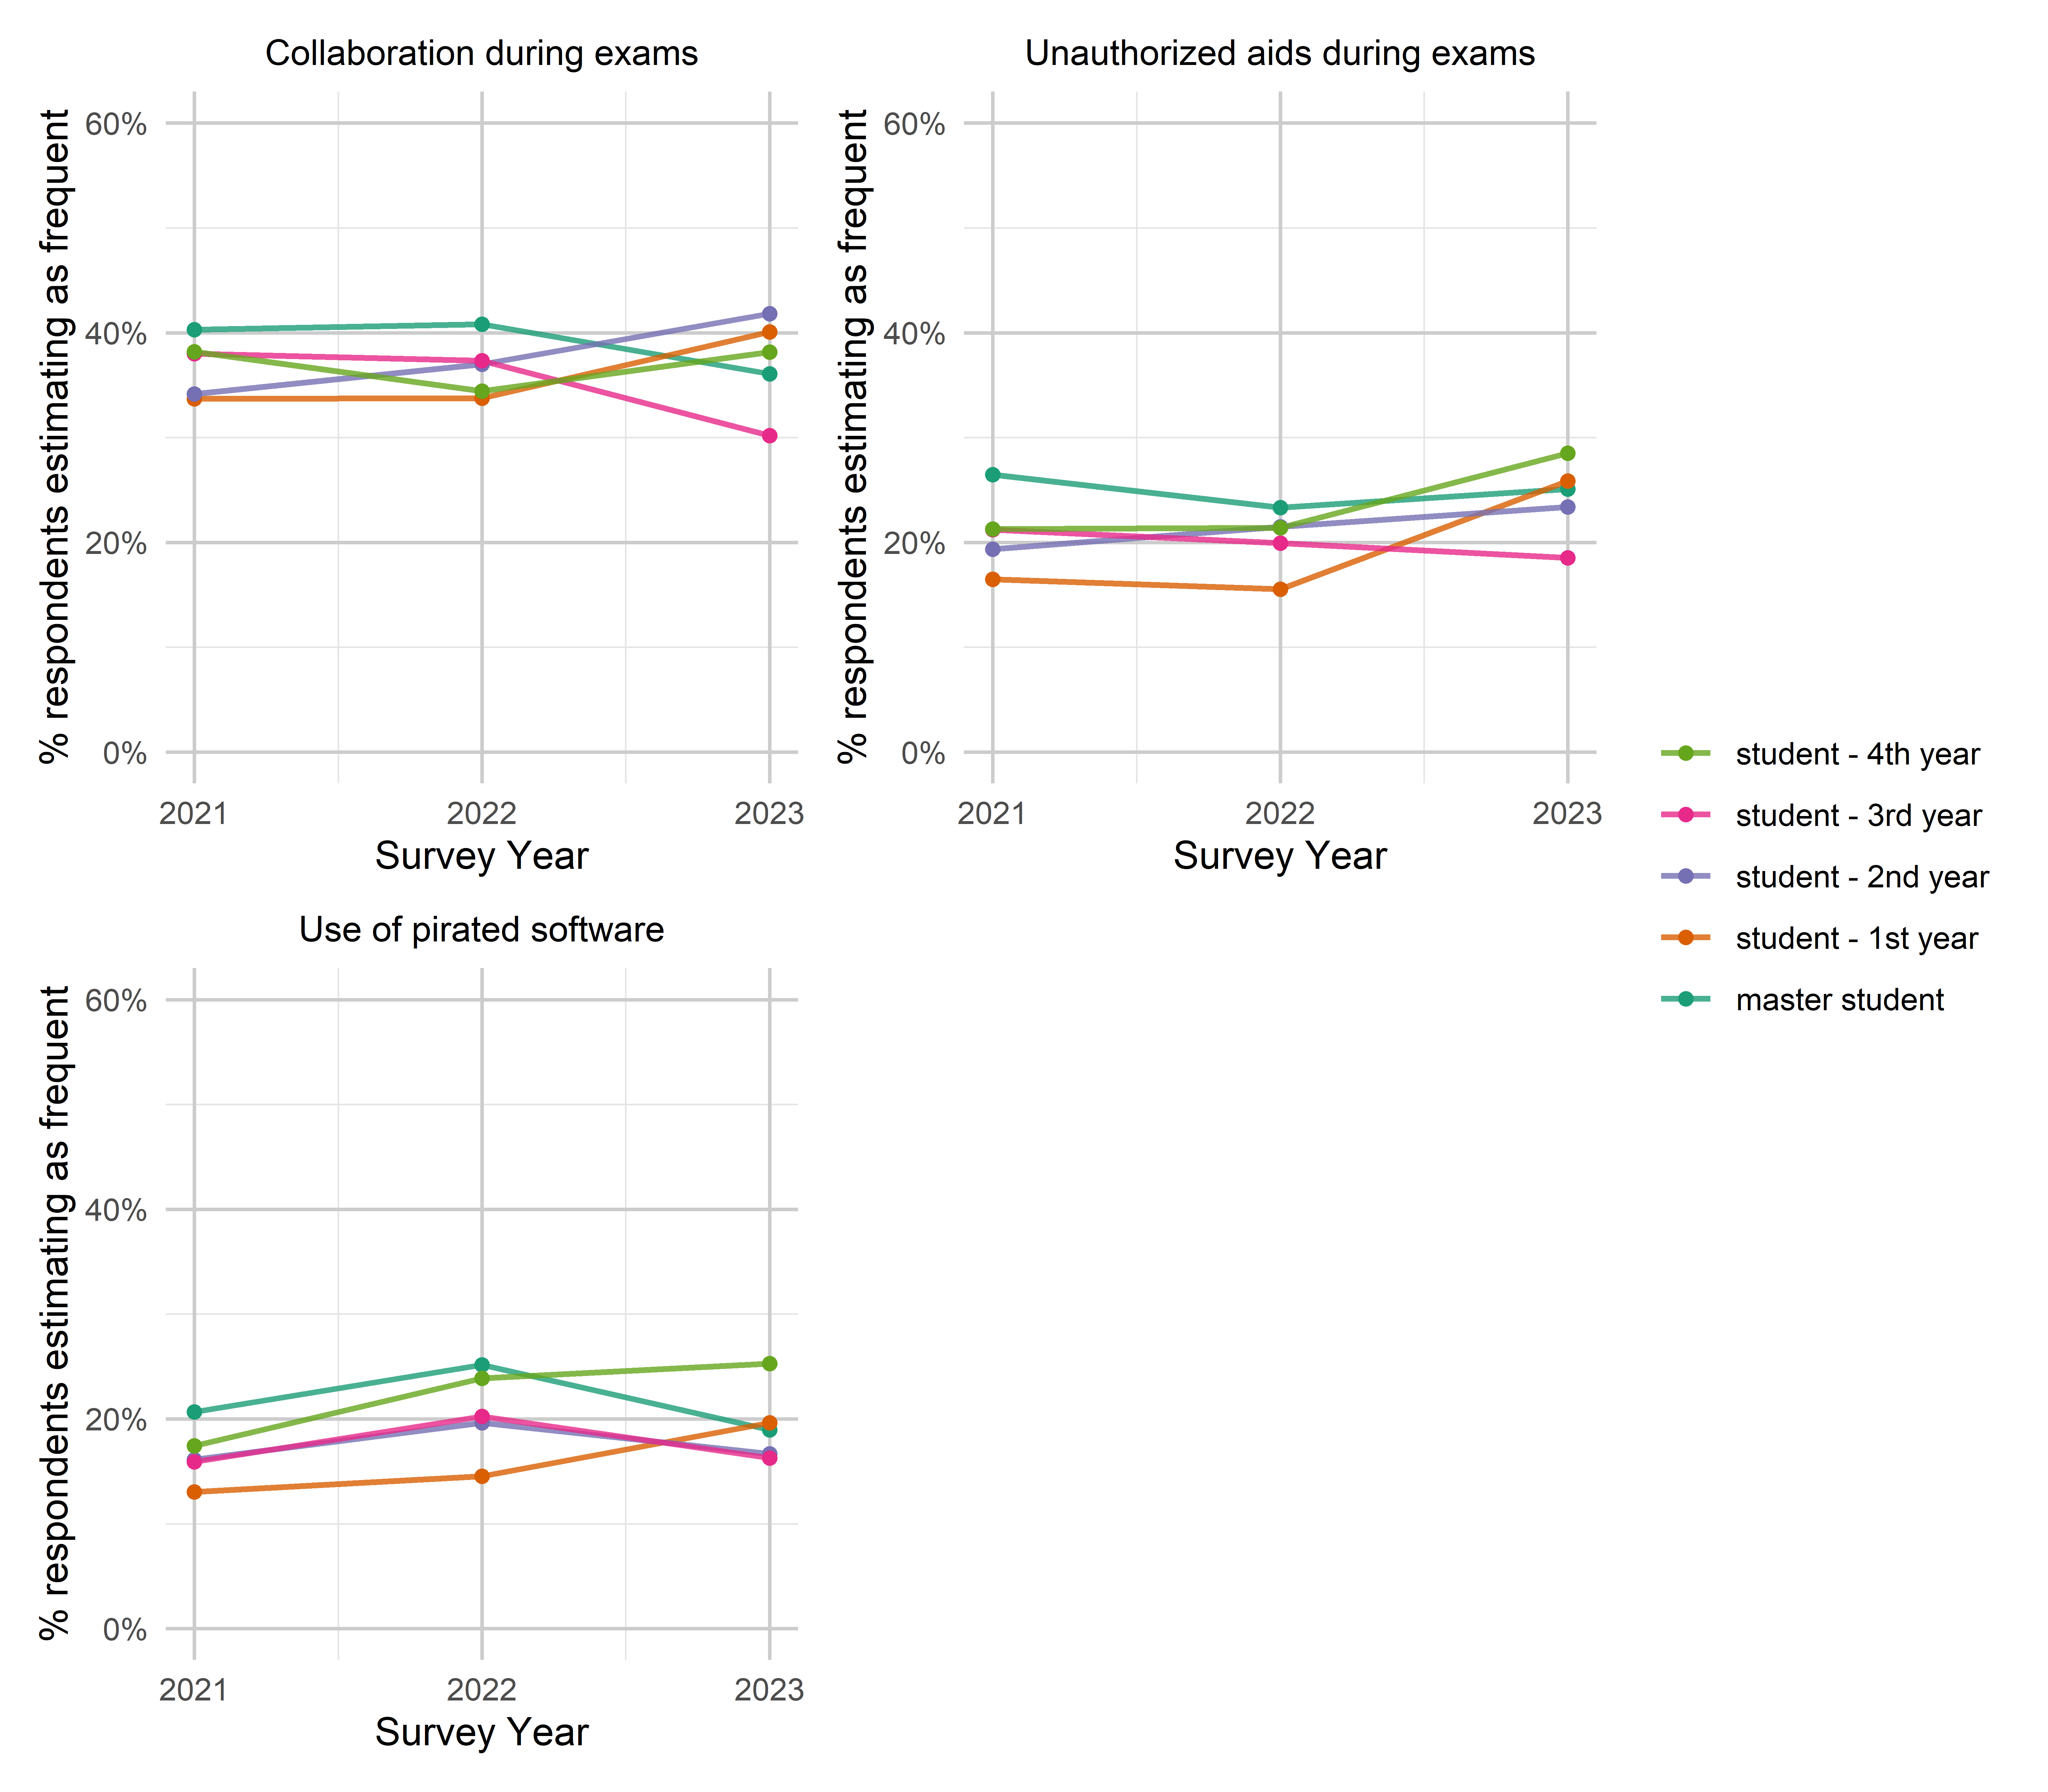 Collaboration during exams
% respondents estimating as frequent
60%
40%
20%
0%
2021 2022 2023
Survey Year
Unauthorized aids during exams
% respondents estimating as frequent
60%
40%
20%
0%
2021 2022 2023
Survey Year
Use of pirated software
% respondents estimating as frequent
60%
40%
20%
0%
2021 2022 2023
Survey Year
student - 4th year
student - 3rd year
student - 2nd year
student - 1st year
master student